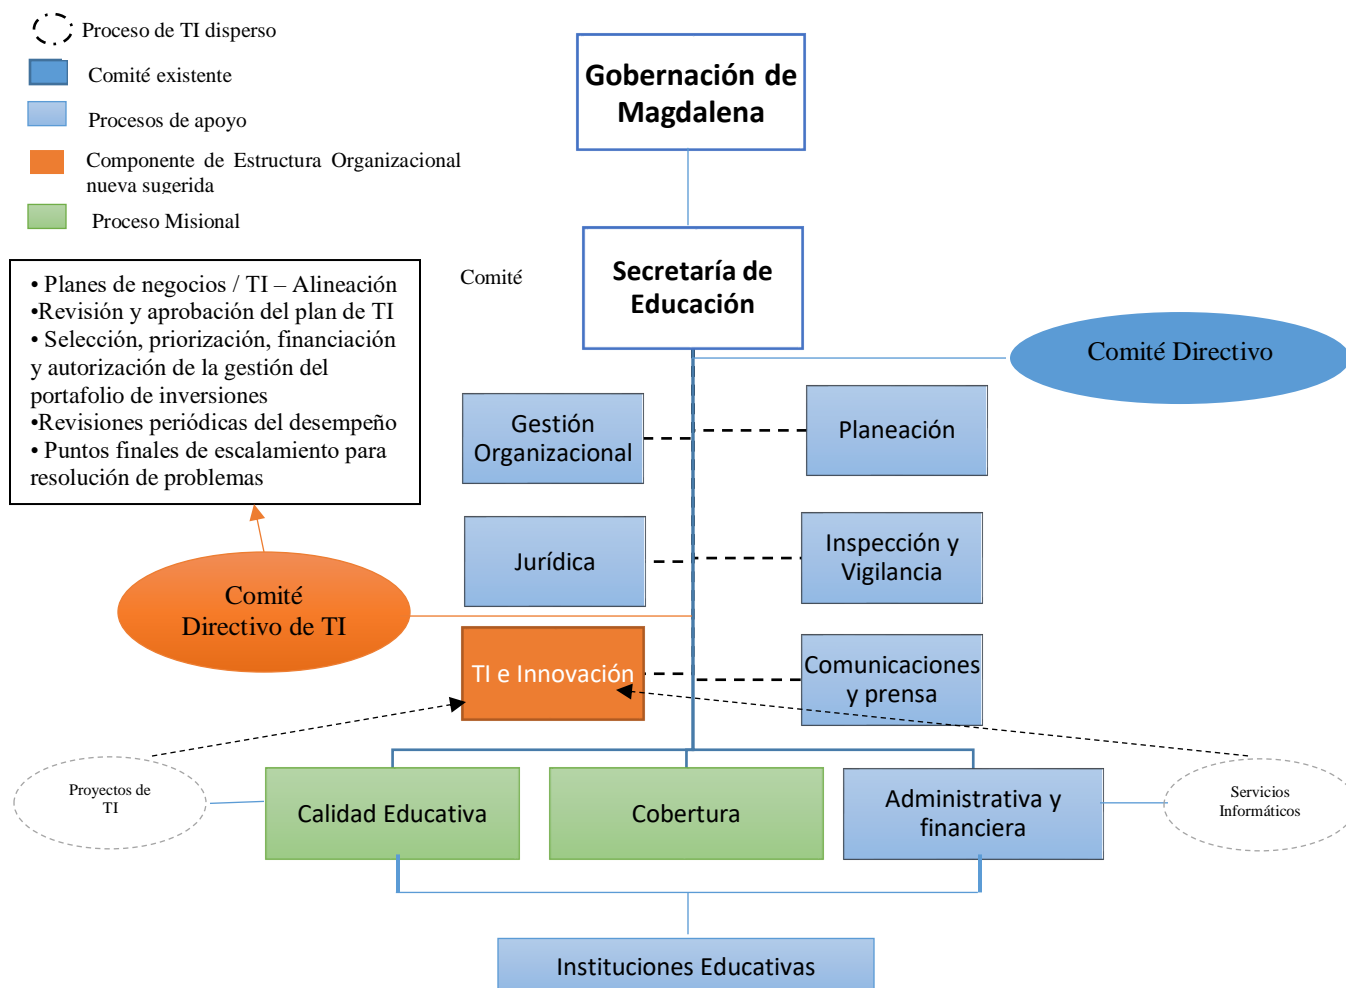 Proceso de TI disperso
Comité existente
Procesos de apoyo
Componente de Estructura Organizacional
nueva sugerida
Proceso Misional
Gobernación de
Magdalena
Secretaría de
Educación
Comité
• Planes de negocios / TI – Alineación
•Revisión y aprobación del plan de TI
• Selección, priorización, financiación
y autorización de la gestión del
portafolio de inversiones
•Revisiones periódicas del desempeño
• Puntos finales de escalamiento para
resolución de problemas
Comité Directivo
Gestión
Organizacional
Planeación
Jurídica
Inspección y
Vigilancia
Comité
Directivo de TI
TI e Innovación
Comunicaciones
y prensa
Proyectos de
TI
Calidad Educativa
Cobertura
Administrativa y
financiera
Servicios
Informáticos
Instituciones Educativas